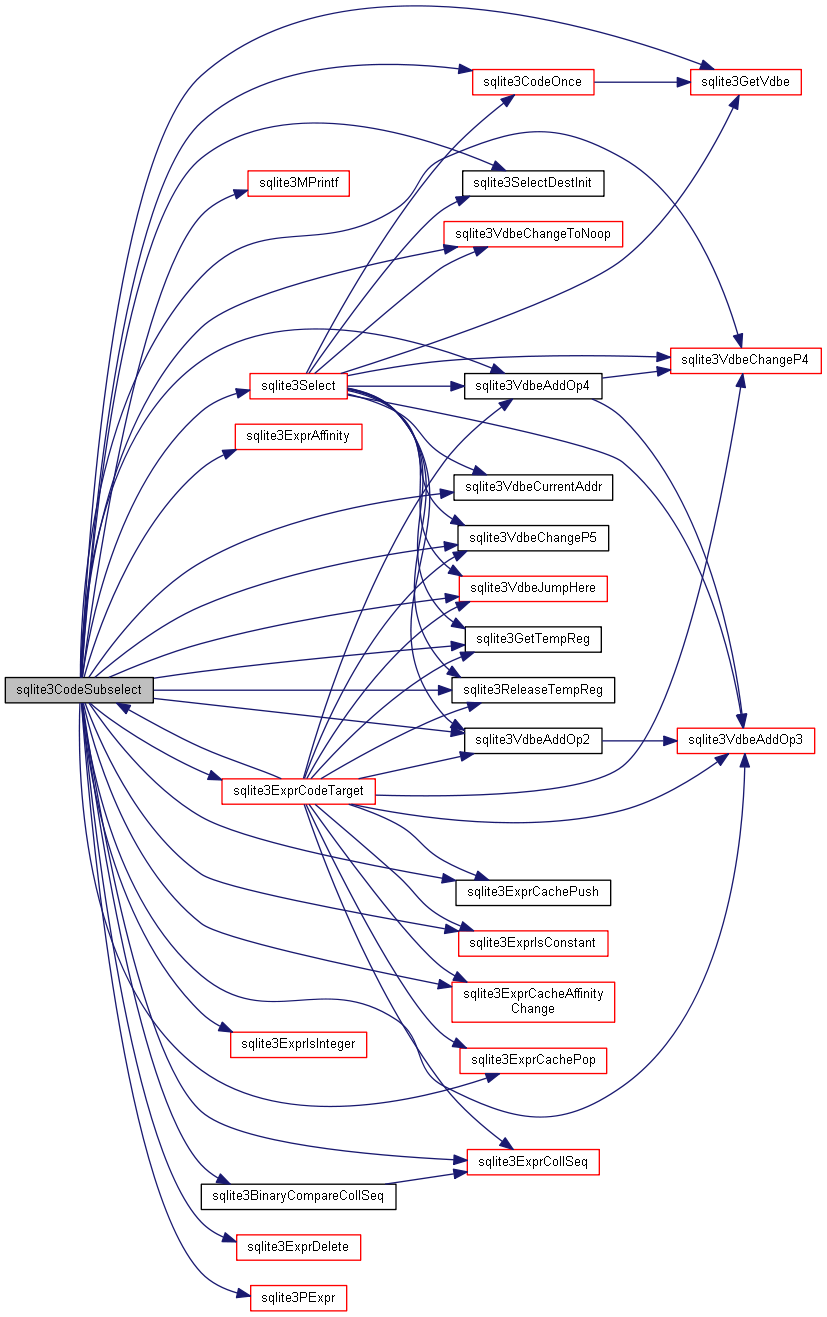 sqlite3CodeOnce
sqlite3GetVdbe
sqlite3MPrintf
sqlite3SelectDestInit
sqlite3VdbeChangeToNoop
sqlite3VdbeChangeP4
sqlite3Select
sqlite3VdbeAddOp4
sqlite3ExprAffinity
sqlite3VdbeCurrentAddr
sqlite3VdbeChangeP5
sqlite3VdbeJumpHere
sqlite3GetTempReg
sqlite3CodeSubselect
sqlite3ReleaseTempReg
sqlite3VdbeAddOp2
sqlite3VdbeAddOp3
sqlite3ExprCodeTarget
sqlite3ExprCachePush
sqlite3ExprIsConstant
sqlite3ExprCacheAffinity
Change
sqlite3ExprIsInteger
sqlite3ExprCachePop
sqlite3ExprCollSeq
sqlite3BinaryCompareCollSeq
sqlite3ExprDelete
sqlite3PExpr